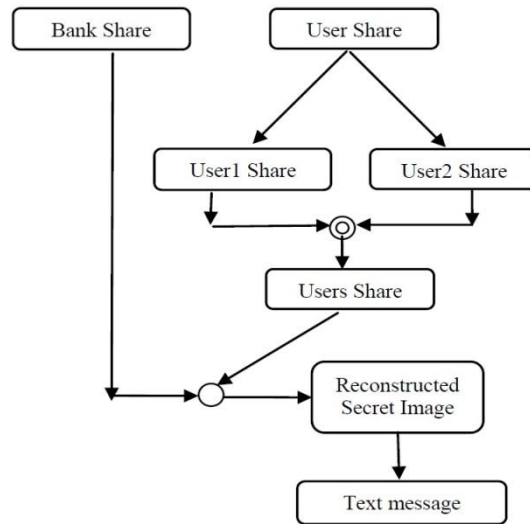 Bank Share
User Share
User1 Share
User2 Share
Users Share
Reconstructed
Secret Image
Text message